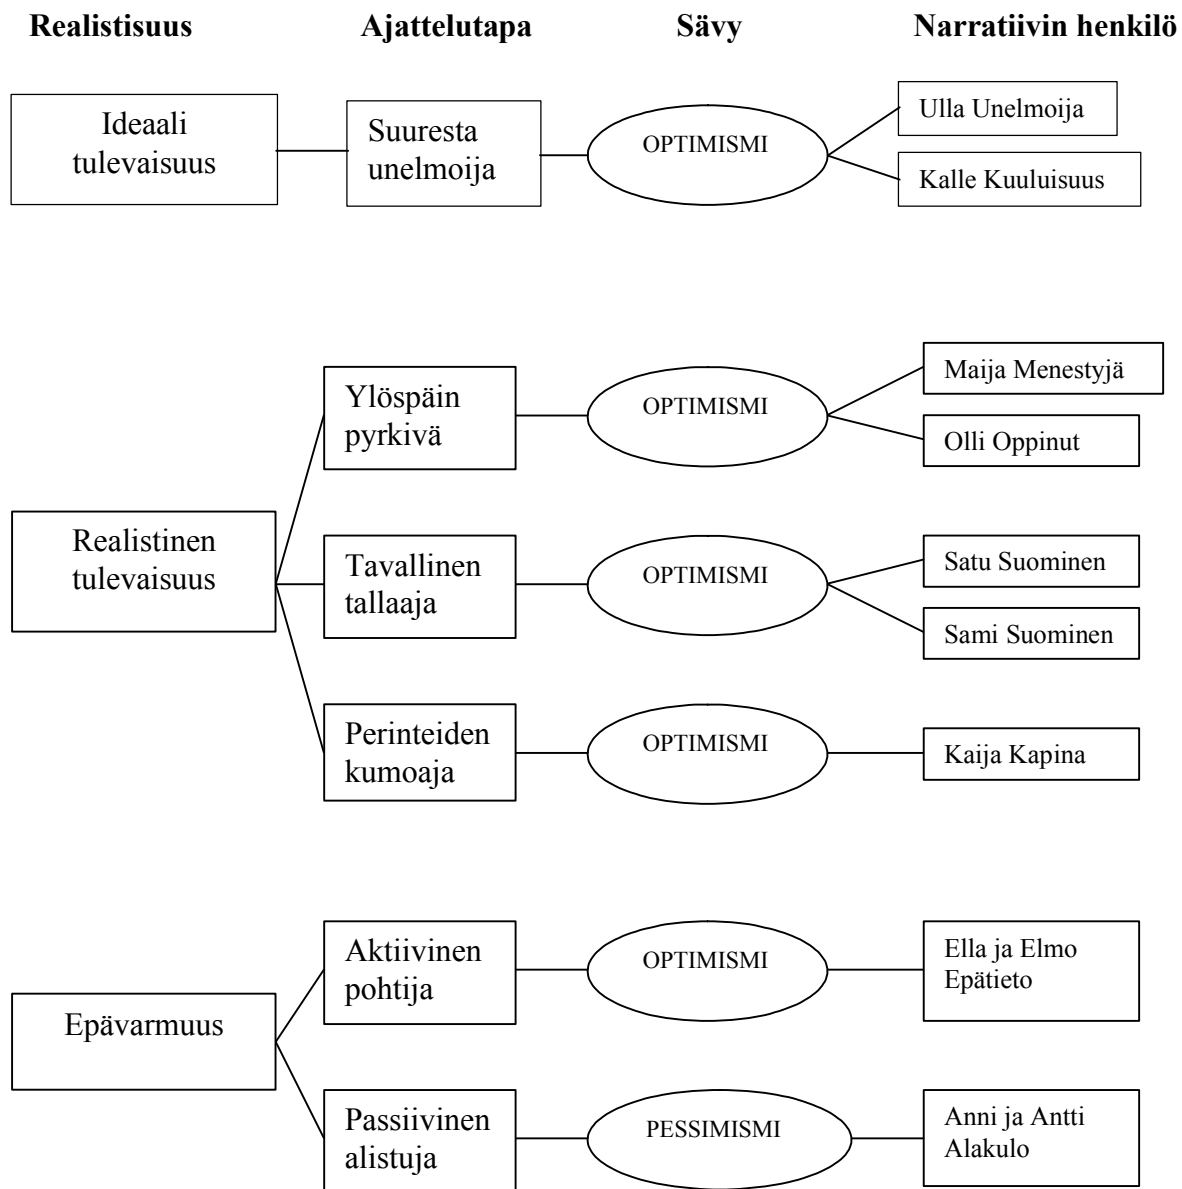 Realistisuus Ajattelutapa Sävy Narratiivin henkilö
Ideaali
tulevaisuus
Suuresta
unelmoija
OPTIMISMI
Ulla Unelmoija
Kalle Kuuluisuus
Realistinen
tulevaisuus
Ylöspäin
pyrkivä
OPTIMISMI
Maija Menestyjä
Olli Oppinut
Tavallinen
tallaaja
OPTIMISMI
Satu Suominen
Sami Suominen
Perinteiden
kumoaja
OPTIMISMI
Kaija Kapina
Epävarmuus
Aktiivinen
pohtija
OPTIMISMI
Ella ja Elmo
Epätieto
Passiivinen
alistuja
PESSIMISMI
Anni ja Antti
Alakulo